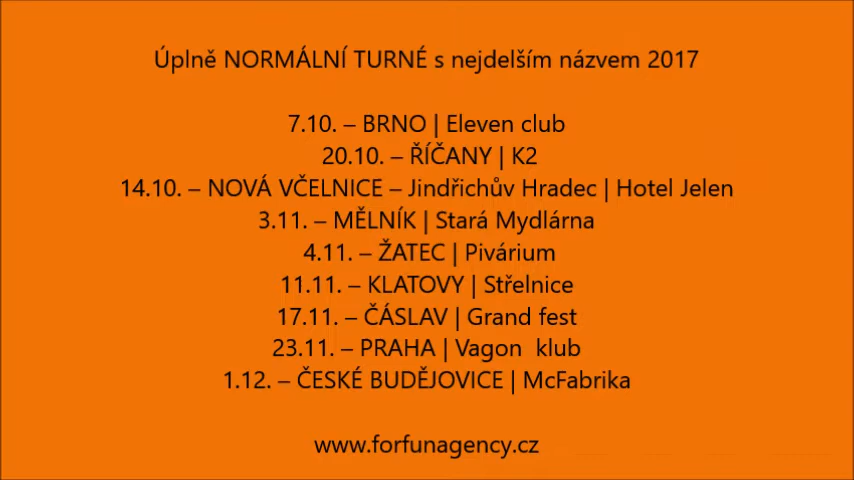 Úplně NORMÁLNÍ TURNÉ s nejdelším názvem 2017
7.10. – BRNO | Eleven club
20.10. – ŘÍČANY | K2
14.10. – NOVÁ VČELNICE – Jindřichův Hradec | Hotel Jelen
3.11. – MĚLNÍK | Stará Mydlárna
4.11. – ŽATEC | Pivárium
11.11. – KLATOVY | Střelnice
17.11. – ČÁSLAV | Grand fest
23.11. – PRAHA | Vagon klub
1.12. – ČESKÉ BUDĚJOVICE | McFabrika
www.forfunagency.cz